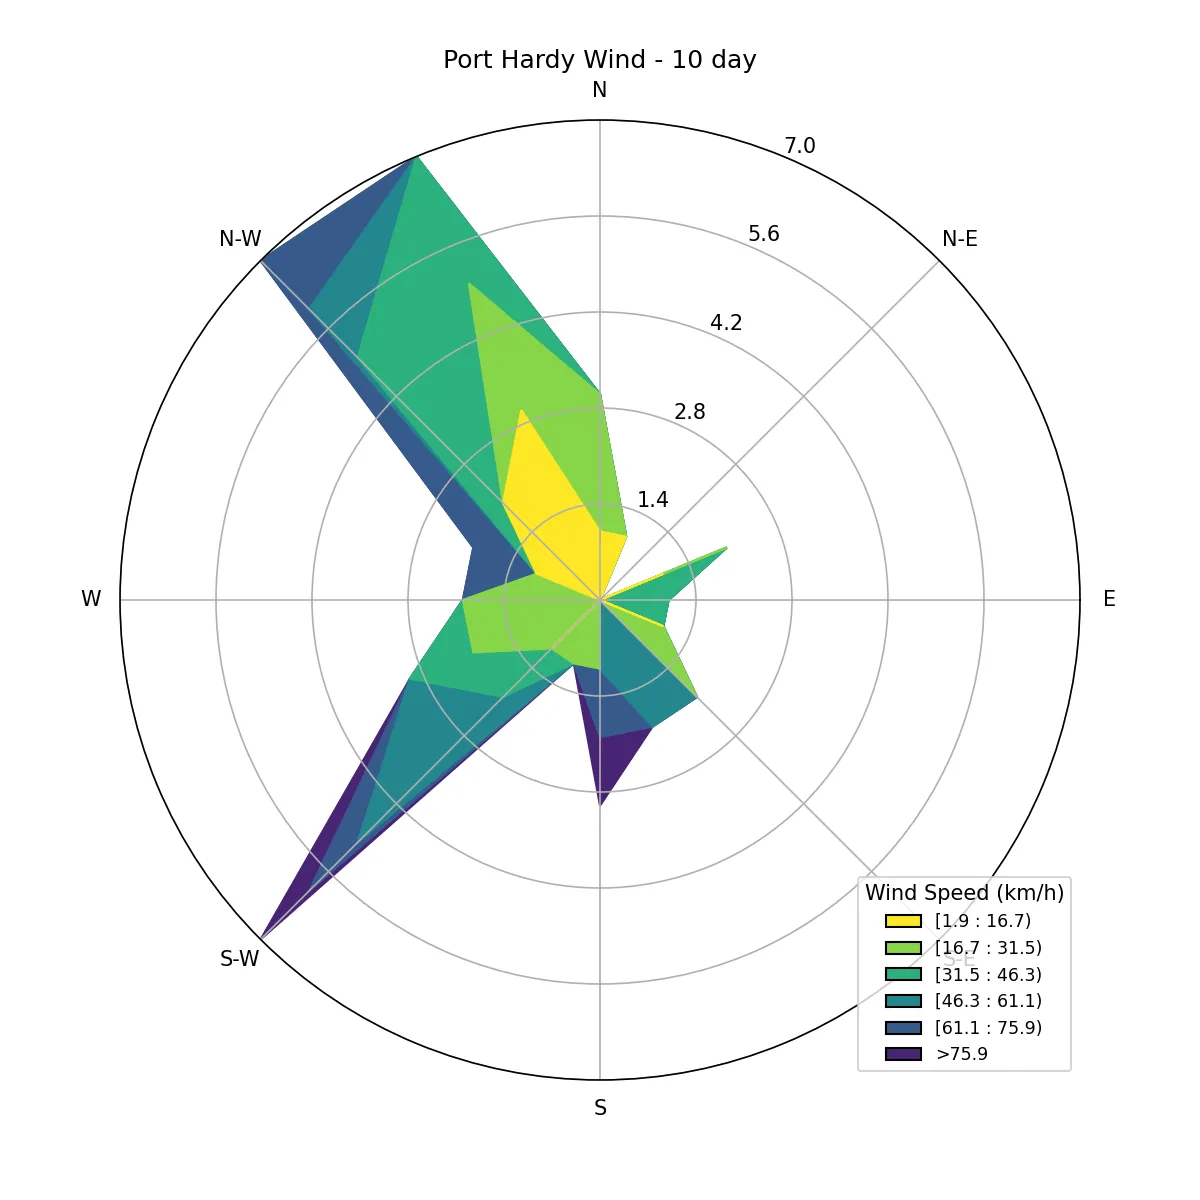 Port Hardy Wind - 10 day
N
7.0
N-W
5.6
N-E
4.2
2.8
1.4
W
E
S-W
S-E
S
Wind Speed (km/h)
[1.9 : 16.7)
[16.7 : 31.5)
[31.5 : 46.3)
[46.3 : 61.1)
[61.1 : 75.9)
>75.9